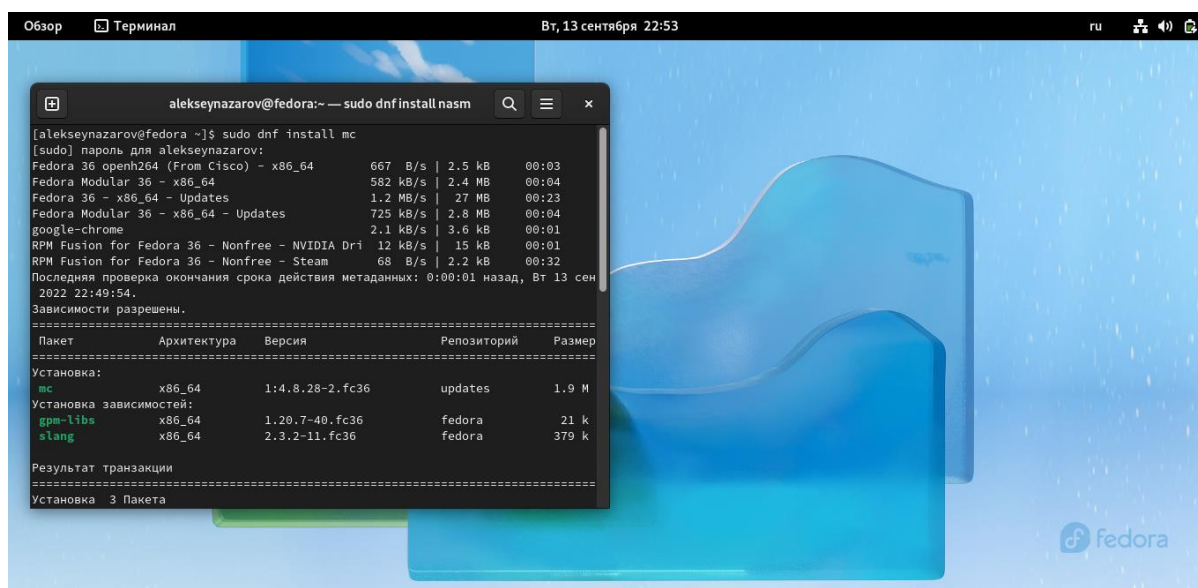 Обзор Терминал Вт, 13 сентября 22:53 ru
alekseynazarov@fedora:~ — sudo dnf install nasm
[alekseynazarov@fedora ~]$ sudo dnf install mc
[sudo] пароль для alekseynazarov:
Fedora 36 openh264 (From Cisco) - x86_64 667 B/s | 2.5 kB 00:03
Fedora Modular 36 - x86_64 582 kB/s | 2.4 MB 00:04
Fedora 36 - x86_64 - Updates 1.2 MB/s | 27 MB 00:23
Fedora Modular 36 - x86_64 - Updates 725 kB/s | 2.8 MB 00:04
google-chrome 2.1 kB/s | 3.6 kB 00:01
RPM Fusion for Fedora 36 - Nonfree - NVIDIA Dri 12 kB/s | 15 kB 00:01
RPM Fusion for Fedora 36 - Nonfree - Steam 68 B/s | 2.2 kB 00:32
Последняя проверка окончания срока действия метаданных: 0:00:01 назад, Вт 13 сен
2022 22:49:54.
Зависимости разрешены.
================================================================================
Пакет Архитектура Версия Репозиторий Размер
================================================================================
Установка:
mc x86_64 1:4.8.28-2.fc36 updates 1.9 M
Установка зависимостей:
gpm-libs x86_64 1.20.7-40.fc36 fedora 21 k
slang x86_64 2.3.2-11.fc36 fedora 379 k
Результат транзакции
================================================================================
Установка 3 Пакета
fedora